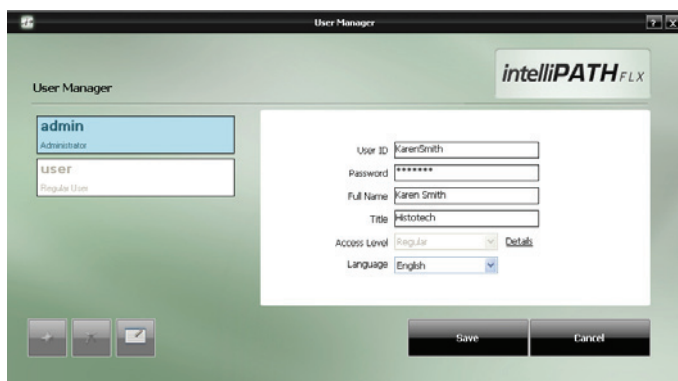 User Manager
? X
intelliPATH FLX
User Manager
admin
Administrator
user
Regular User
User ID KarenSmith
Password *******
Full Name Karen Smith
Title Histotech
Access Level Regular Details
Language English
Save Cancel